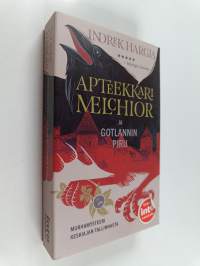 INDREK HARGLA
APTEEKKARI
MELCHIOR
JA
GOTLANNIN
PIRU
MURHAMYSTEERI
KESKIAJAN TALLINNASTA